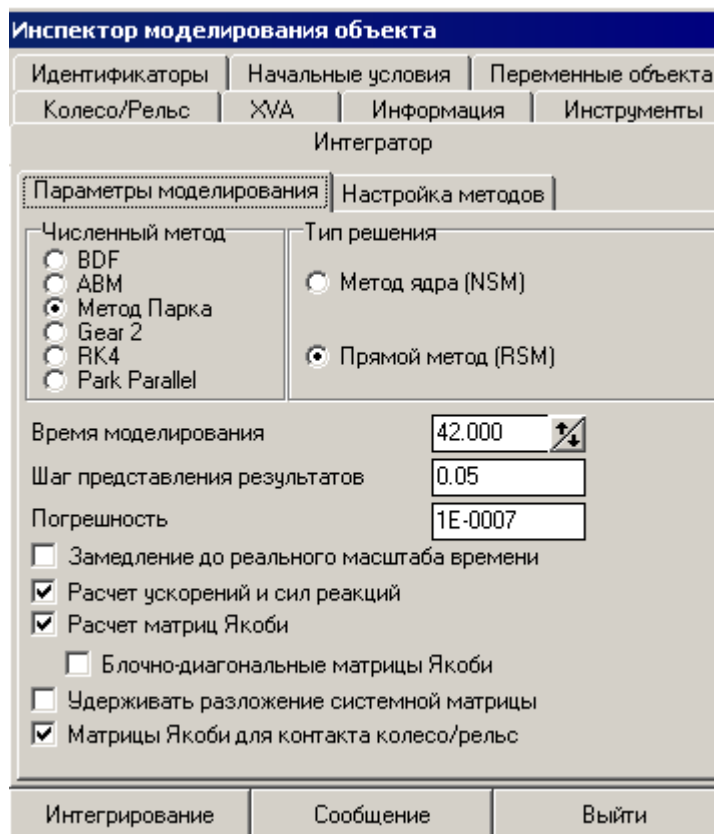 Инспектор моделирования объекта
Идентификаторы Начальные условия Переменные объекта
Колесо/Рельс XVA Информация Инструменты
Интегратор
Параметры моделирования Настройка методов
Численный метод Тип решения
BDF
ABM Метод ядра (NSM)
Метод Парка
Gear 2
RK4 Прямой метод (RSM)
Park Parallel
Время моделирования 42.000
Шаг представления результатов 0.05
Погрешность 1E-0007
Замедление до реального масштаба времени
Расчет ускорений и сил реакций
Расчет матриц Якоби
Блочно-диагональные матрицы Якоби
Удерживать разложение системной матрицы
Матрицы Якоби для контакта колесо/рельс
Интегрирование Сообщение Выйти